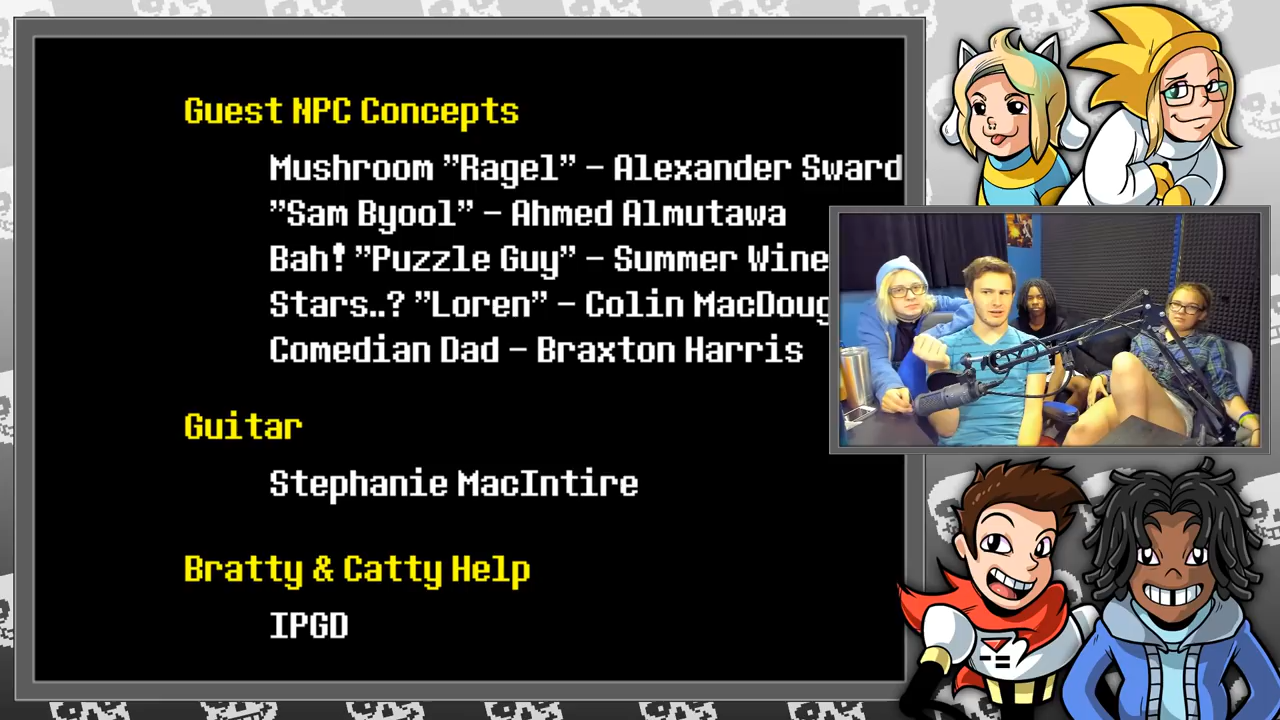 Guest NPC Concepts
Mushroom "Ragel" - Alexander Sward
"Sam Byool" - Ahmed Almutawa
Bah! "Puzzle Guy" - Summer Wine
Stars..? "Loren" - Colin MacDoug
Comedian Dad - Braxton Harris
Guitar
Stephanie MacIntire
Bratty & Catty Help
IPGD